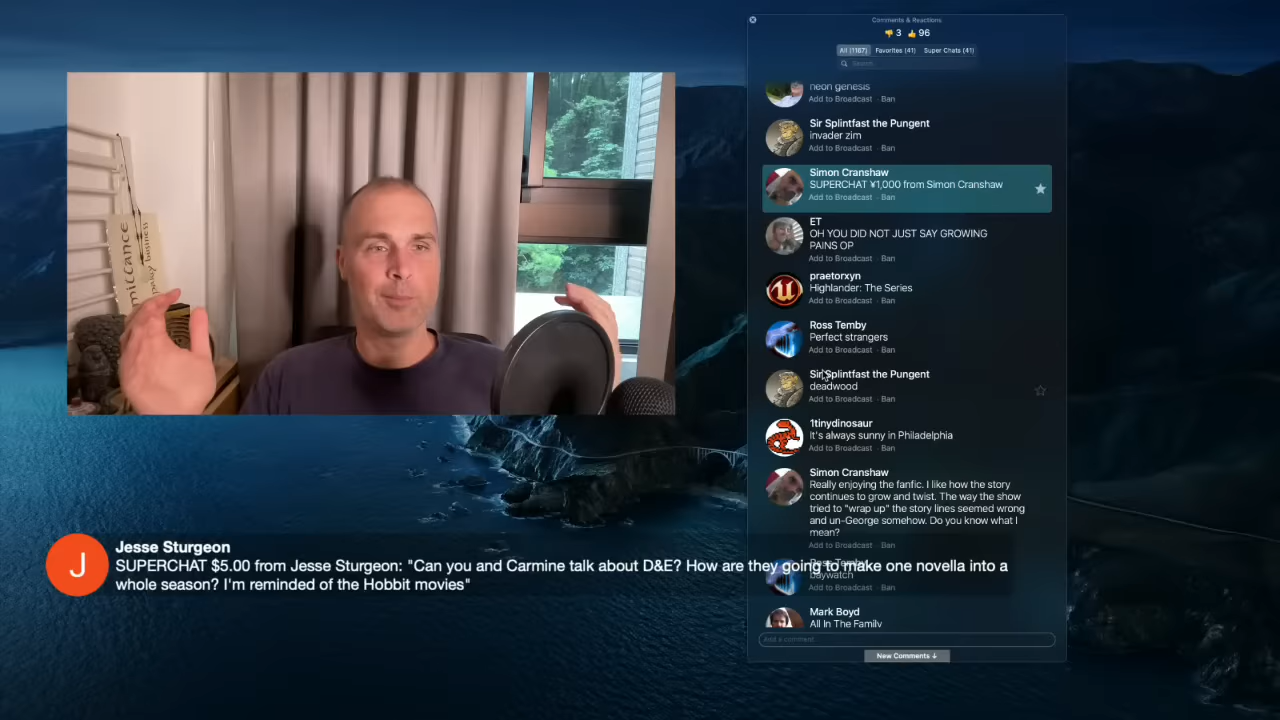 Comments & Reactions
👎 3 👍 96
All (1167) Favorites (41) Super Chats (41)
Search
neon genesis
Add to Broadcast · Ban
Sir Splintfast the Pungent
invader zim
Add to Broadcast · Ban
Simon Cranshaw
SUPERCHAT ¥1,000 from Simon Cranshaw
Add to Broadcast · Ban
ET
OH YOU DID NOT JUST SAY GROWING
PAINS OP
Add to Broadcast · Ban
praetorxyn
Highlander: The Series
Add to Broadcast · Ban
Ross Temby
Perfect strangers
Add to Broadcast · Ban
Sir Splintfast the Pungent
deadwood
Add to Broadcast · Ban
1tinydinosaur
It's always sunny in Philadelphia
Add to Broadcast · Ban
Simon Cranshaw
Really enjoying the fanfic. I like how the story
continues to grow and twist. The way the show
tried to "wrap up" the story lines seemed wrong
and un-George somehow. Do you know what I
mean?
Add to Broadcast · Ban
Ross Temby
baywatch
Add to Broadcast · Ban
Mark Boyd
All In The Family
Add a comment
New Comments ↓
J
Jesse Sturgeon
SUPERCHAT $5.00 from Jesse Sturgeon: "Can you and Carmine talk about D&E? How are they going to make one novella into a
whole season? I'm reminded of the Hobbit movies"